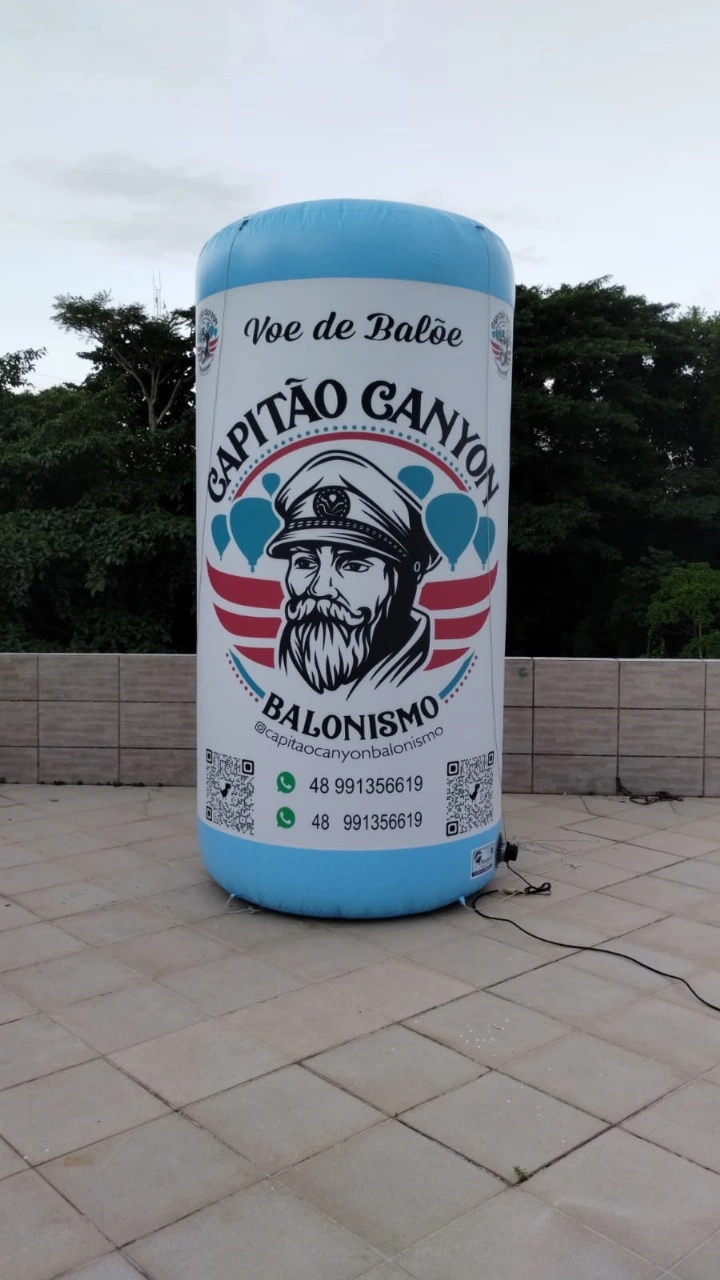 Voe de Balõe
CAPITÃO CANYON
BALONISMO
@capitaocanyonbalonismo
48 991356619
48 991356619